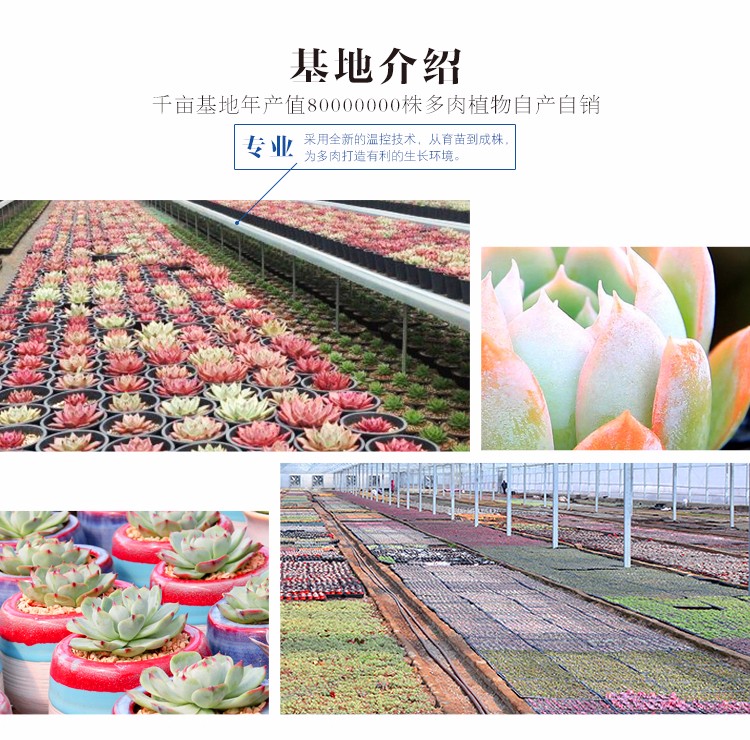 基地介绍
千亩基地年产值80000000株多肉植物自产自销
专业
采用全新的温控技术，从育苗到成株，
为多肉打造有利的生长环境。